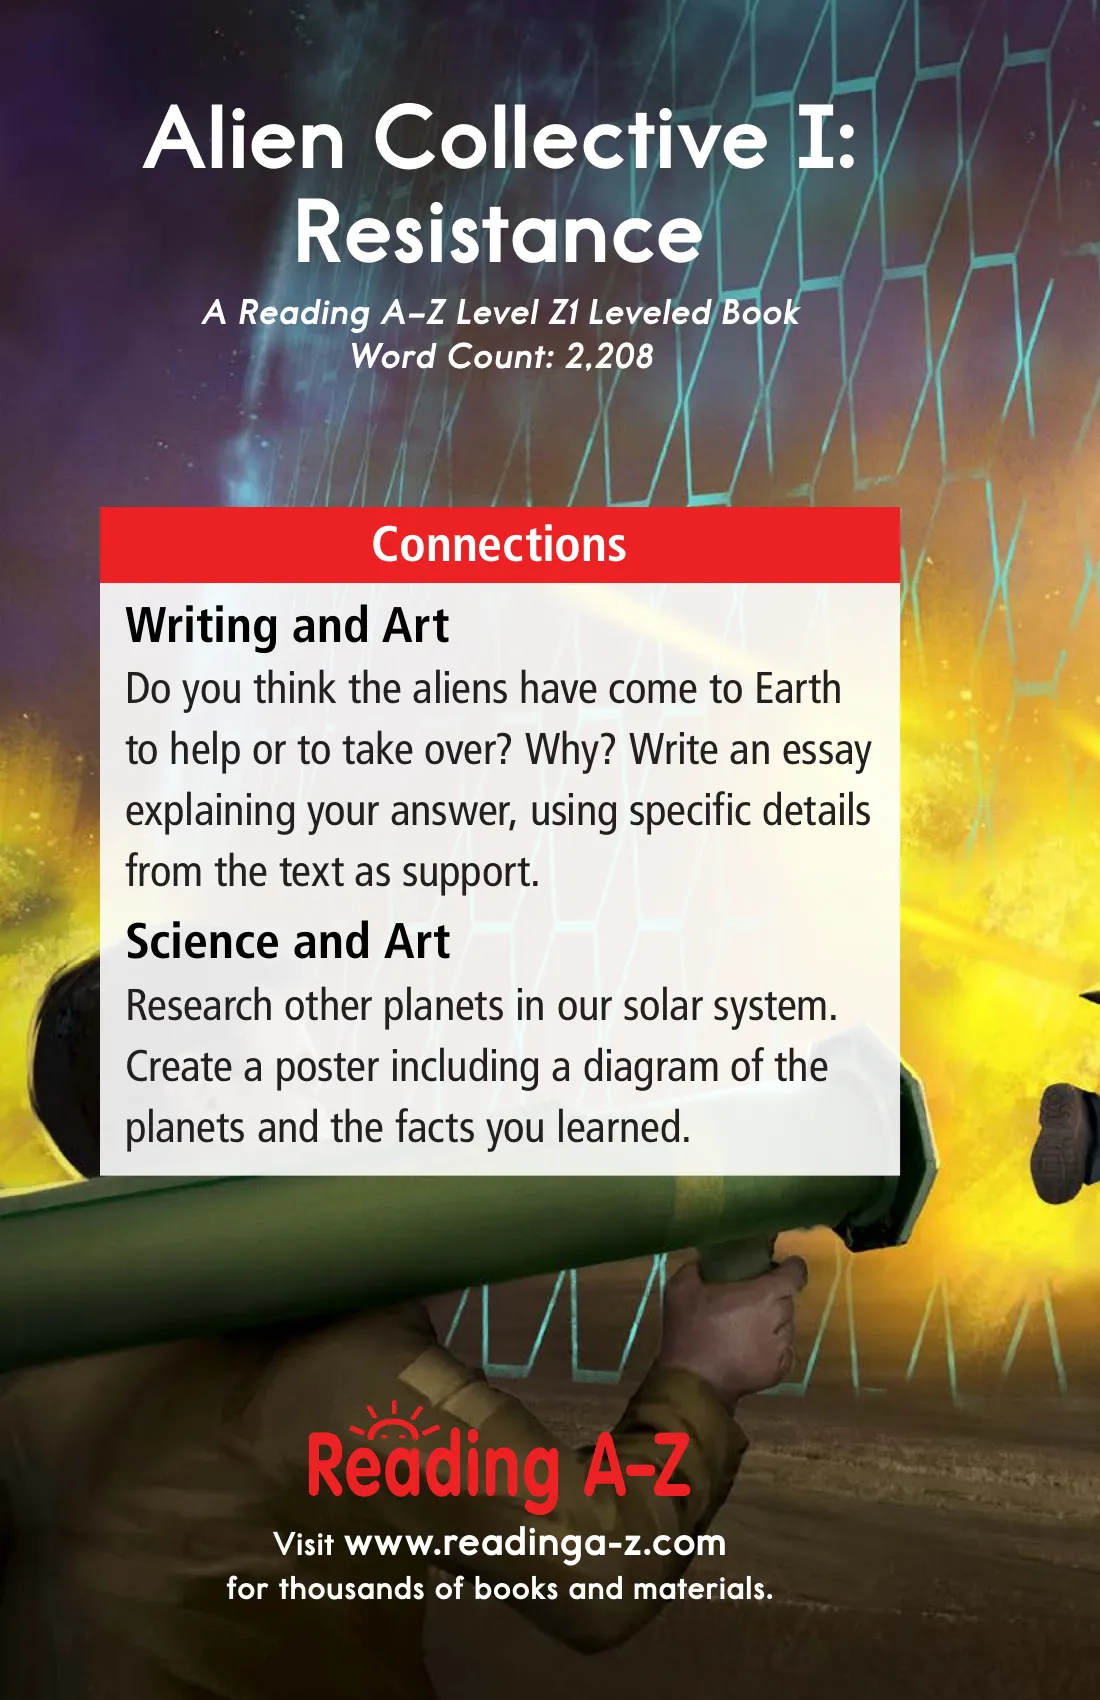 Alien Collective I:
Resistance
A Reading A–Z Level Z1 Leveled Book
Word Count: 2,208
Connections
Writing and Art
Do you think the aliens have come to Earth
to help or to take over? Why? Write an essay
explaining your answer, using specific details
from the text as support.
Science and Art
Research other planets in our solar system.
Create a poster including a diagram of the
planets and the facts you learned.
Reading A-Z
Visit www.readinga-z.com
for thousands of books and materials.